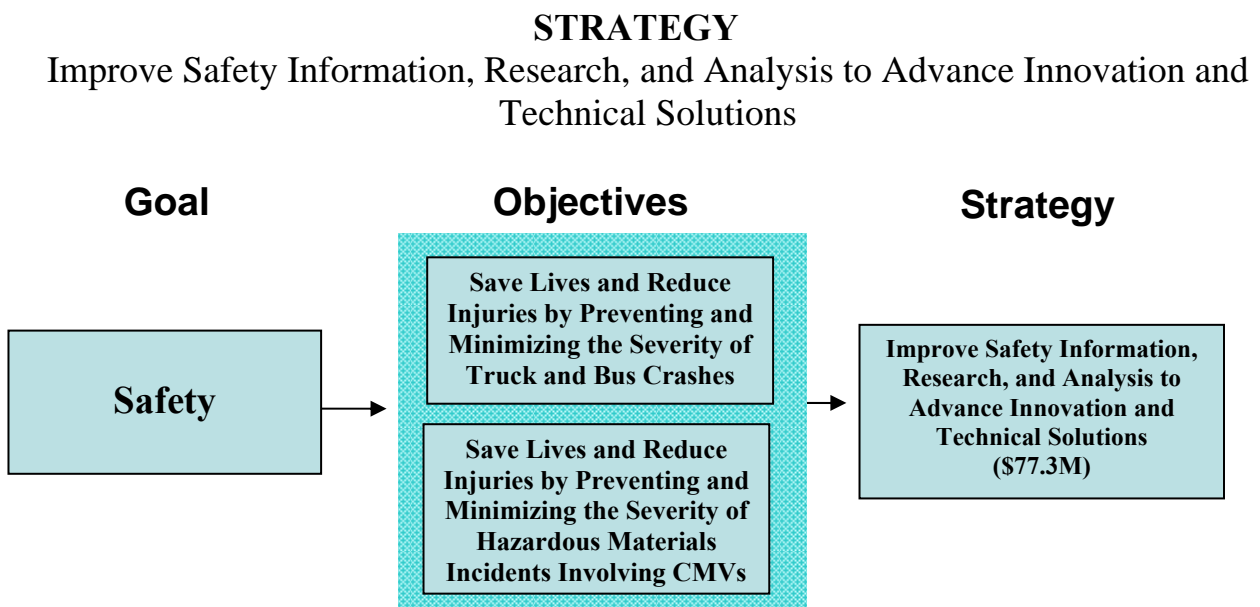 STRATEGY
Improve Safety Information, Research, and Analysis to Advance Innovation and
Technical Solutions
Goal
Objectives
Strategy
Safety
Save Lives and Reduce
Injuries by Preventing and
Minimizing the Severity of
Truck and Bus Crashes
Save Lives and Reduce
Injuries by Preventing and
Minimizing the Severity of
Hazardous Materials
Incidents Involving CMVs
Improve Safety Information,
Research, and Analysis to
Advance Innovation and
Technical Solutions
($77.3M)